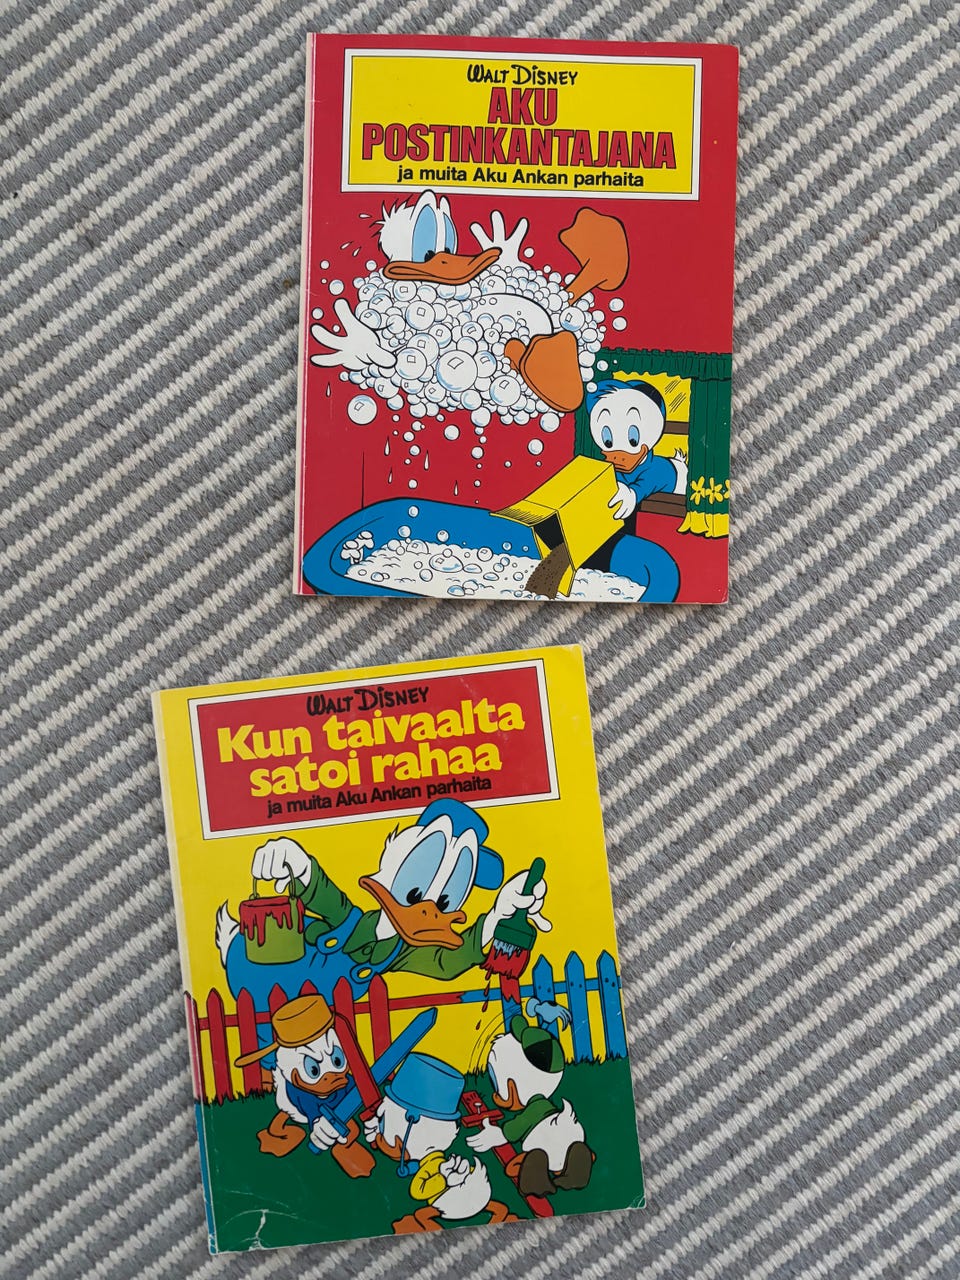 WALT DISNEY
AKU
POSTINKANTAJANA
ja muita Aku Ankan parhaita
WALT DISNEY
Kun taivaalta
satoi rahaa
ja muita Aku Ankan parhaita